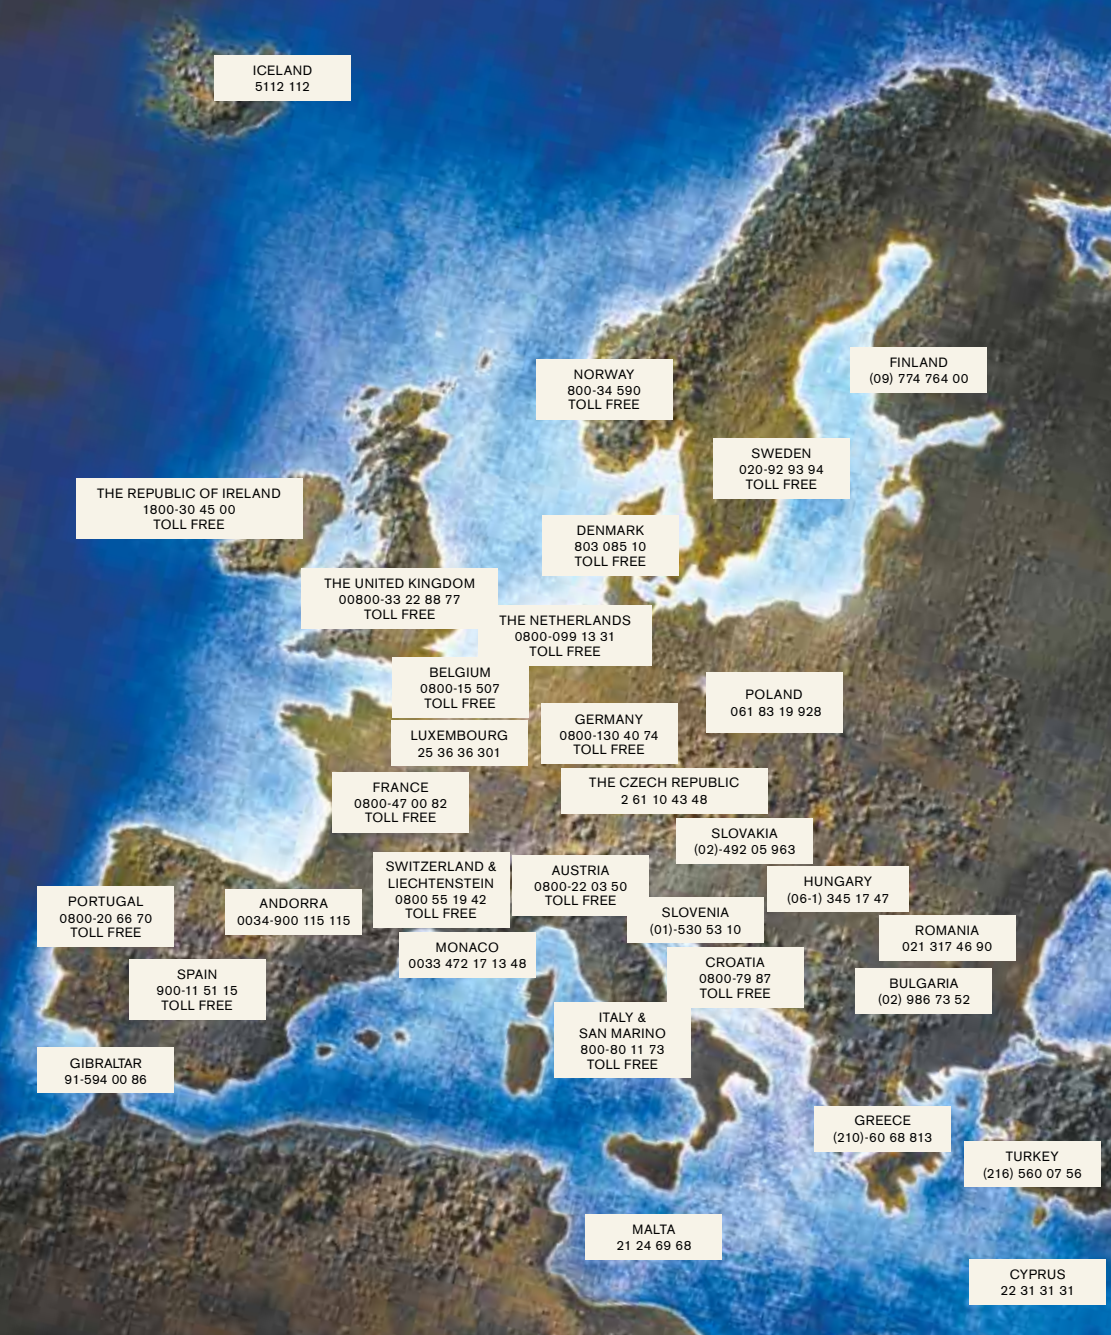 ICELAND
5112 112
NORWAY
800-34 590
TOLL FREE
FINLAND
(09) 774 764 00
SWEDEN
020-92 93 94
TOLL FREE
THE REPUBLIC OF IRELAND
1800-30 45 00
TOLL FREE
DENMARK
803 085 10
TOLL FREE
THE UNITED KINGDOM
00800-33 22 88 77
TOLL FREE
THE NETHERLANDS
0800-099 13 31
TOLL FREE
BELGIUM
0800-15 507
TOLL FREE
POLAND
061 83 19 928
GERMANY
0800-130 40 74
TOLL FREE
LUXEMBOURG
25 36 36 301
THE CZECH REPUBLIC
2 61 10 43 48
FRANCE
0800-47 00 82
TOLL FREE
SLOVAKIA
(02)-492 05 963
SWITZERLAND &
LIECHTENSTEIN
0800 55 19 42
TOLL FREE
AUSTRIA
0800-22 03 50
TOLL FREE
HUNGARY
(06-1) 345 17 47
PORTUGAL
0800-20 66 70
TOLL FREE
ANDORRA
0034-900 115 115
SLOVENIA
(01)-530 53 10
ROMANIA
021 317 46 90
MONACO
0033 472 17 13 48
CROATIA
0800-79 87
TOLL FREE
SPAIN
900-11 51 15
TOLL FREE
BULGARIA
(02) 986 73 52
ITALY &
SAN MARINO
800-80 11 73
TOLL FREE
GIBRALTAR
91-594 00 86
GREECE
(210)-60 68 813
TURKEY
(216) 560 07 56
MALTA
21 24 69 68
CYPRUS
22 31 31 31